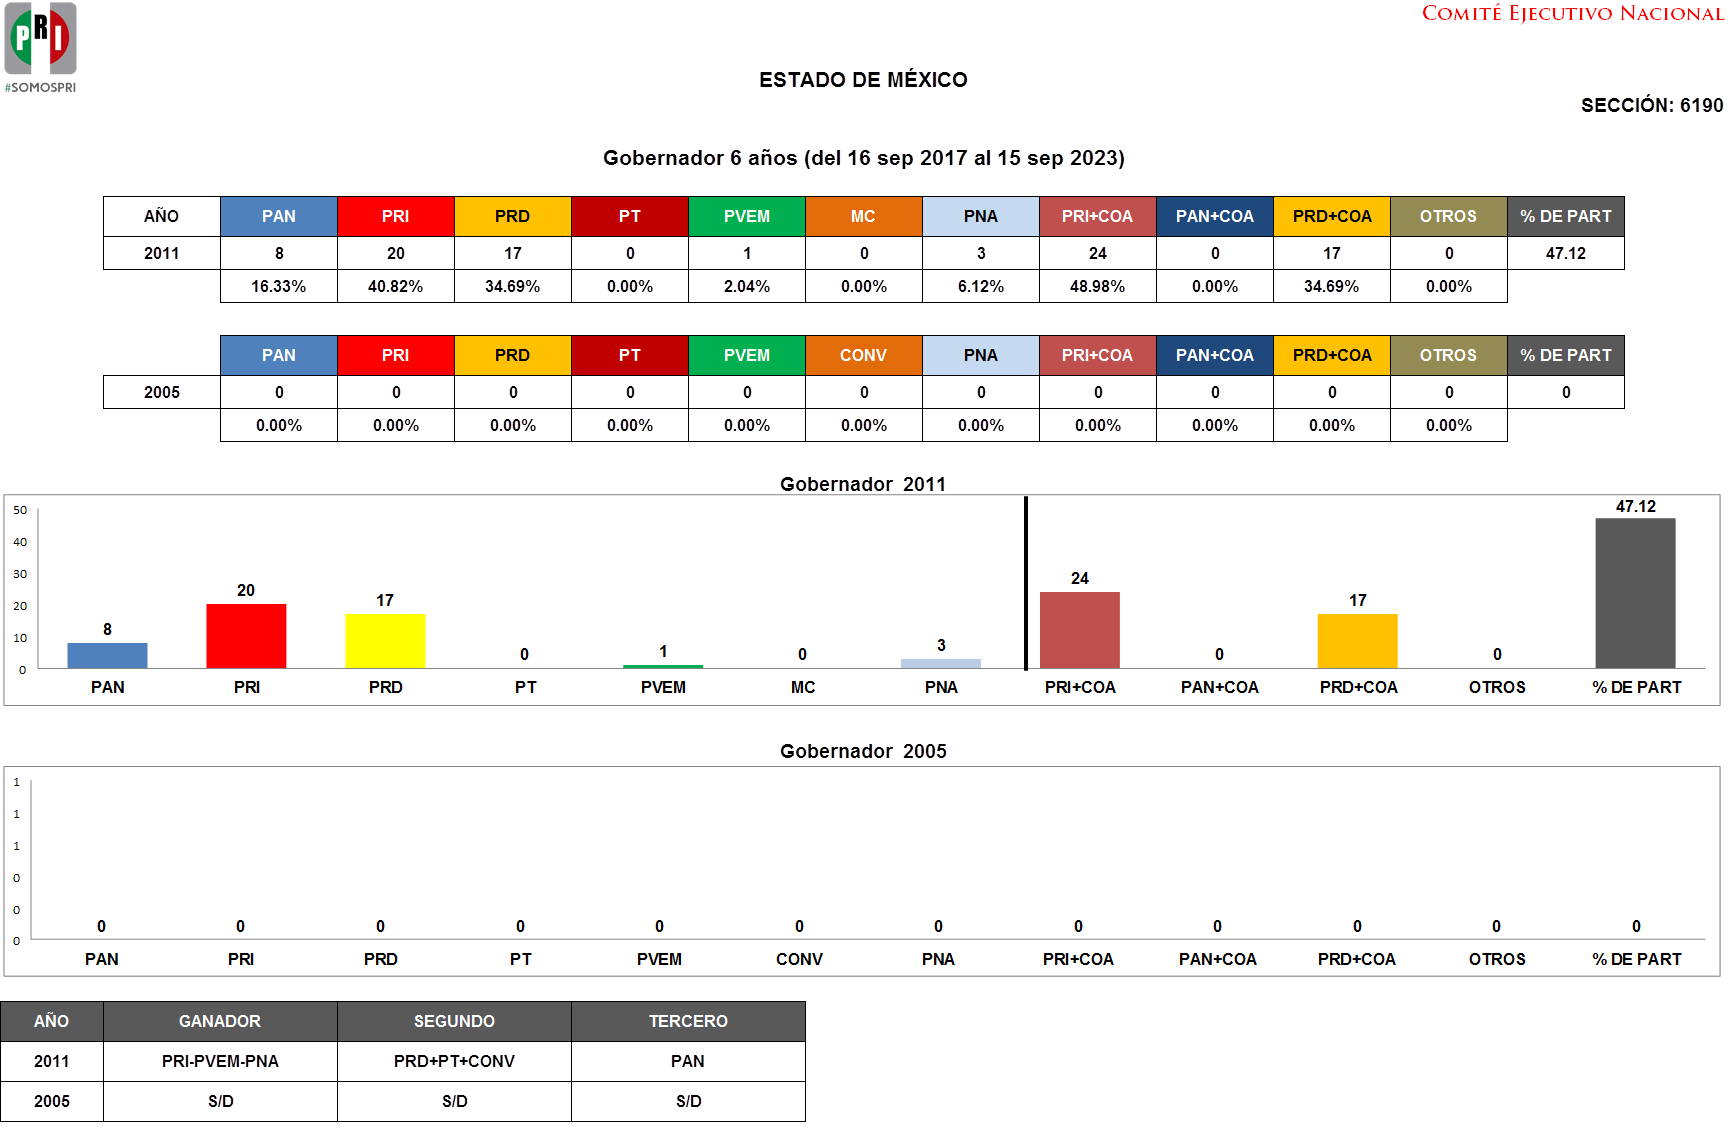 PRI
#SOMOSPRI
COMITÉ EJECUTIVO NACIONAL
ESTADO DE MÉXICO
SECCIÓN: 6190
Gobernador 6 años (del 16 sep 2017 al 15 sep 2023)
AÑO PAN PRI PRD PT PVEM MC PNA PRI+COA PAN+COA PRD+COA OTROS % DE PART
2011 8 20 17 0 1 0 3 24 0 17 0 47.12
16.33% 40.82% 34.69% 0.00% 2.04% 0.00% 6.12% 48.98% 0.00% 34.69% 0.00%
PAN PRI PRD PT PVEM CONV PNA PRI+COA PAN+COA PRD+COA OTROS % DE PART
2005 0 0 0 0 0 0 0 0 0 0 0 0
0.00% 0.00% 0.00% 0.00% 0.00% 0.00% 0.00% 0.00% 0.00% 0.00% 0.00%
Gobernador 2011
50
40
30
20
10
0
8 20 17 0 1 0 3 24 0 17 0 47.12
PAN PRI PRD PT PVEM MC PNA PRI+COA PAN+COA PRD+COA OTROS % DE PART
Gobernador 2005
1
1
1
0
0
0
0 0 0 0 0 0 0 0 0 0 0 0
PAN PRI PRD PT PVEM CONV PNA PRI+COA PAN+COA PRD+COA OTROS % DE PART
AÑO GANADOR SEGUNDO TERCERO
2011 PRI-PVEM-PNA PRD+PT+CONV PAN
2005 S/D S/D S/D